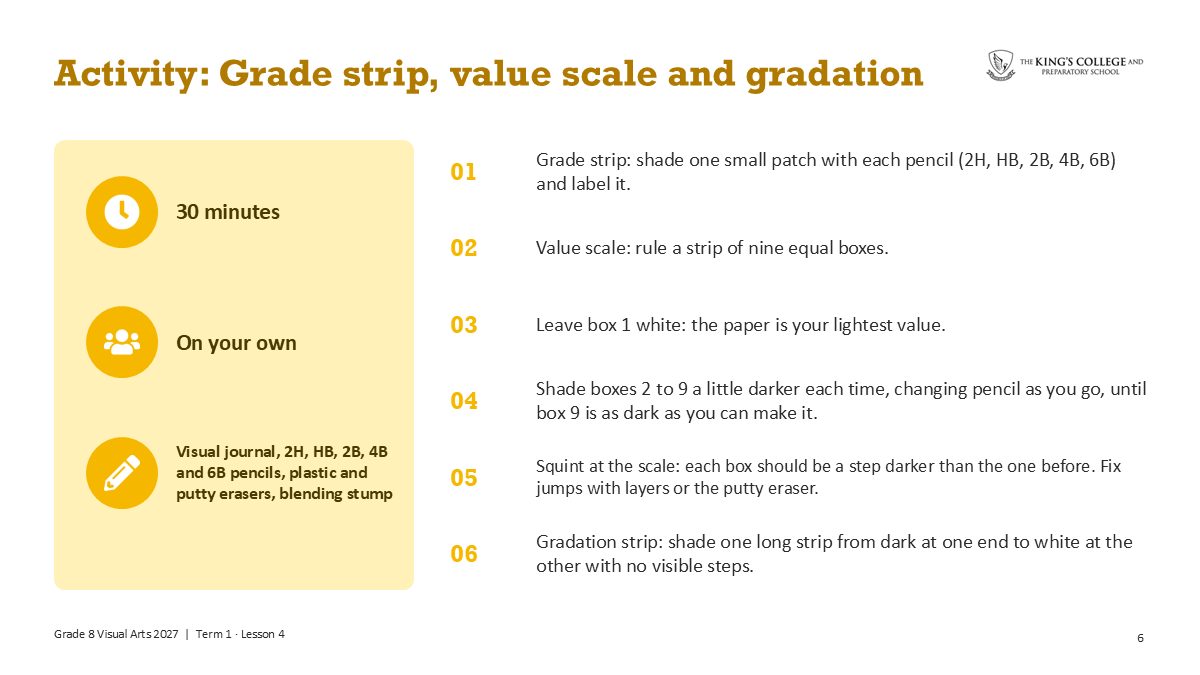 Activity: Grade strip, value scale and gradation
THE KING'S COLLEGE AND
PREPARATORY SCHOOL
30 minutes
On your own
Visual journal, 2H, HB, 2B, 4B
and 6B pencils, plastic and
putty erasers, blending stump
01
Grade strip: shade one small patch with each pencil (2H, HB, 2B, 4B, 6B)
and label it.
02
Value scale: rule a strip of nine equal boxes.
03
Leave box 1 white: the paper is your lightest value.
04
Shade boxes 2 to 9 a little darker each time, changing pencil as you go, until
box 9 is as dark as you can make it.
05
Squint at the scale: each box should be a step darker than the one before. Fix
jumps with layers or the putty eraser.
06
Gradation strip: shade one long strip from dark at one end to white at the
other with no visible steps.
Grade 8 Visual Arts 2027 | Term 1 · Lesson 4
6